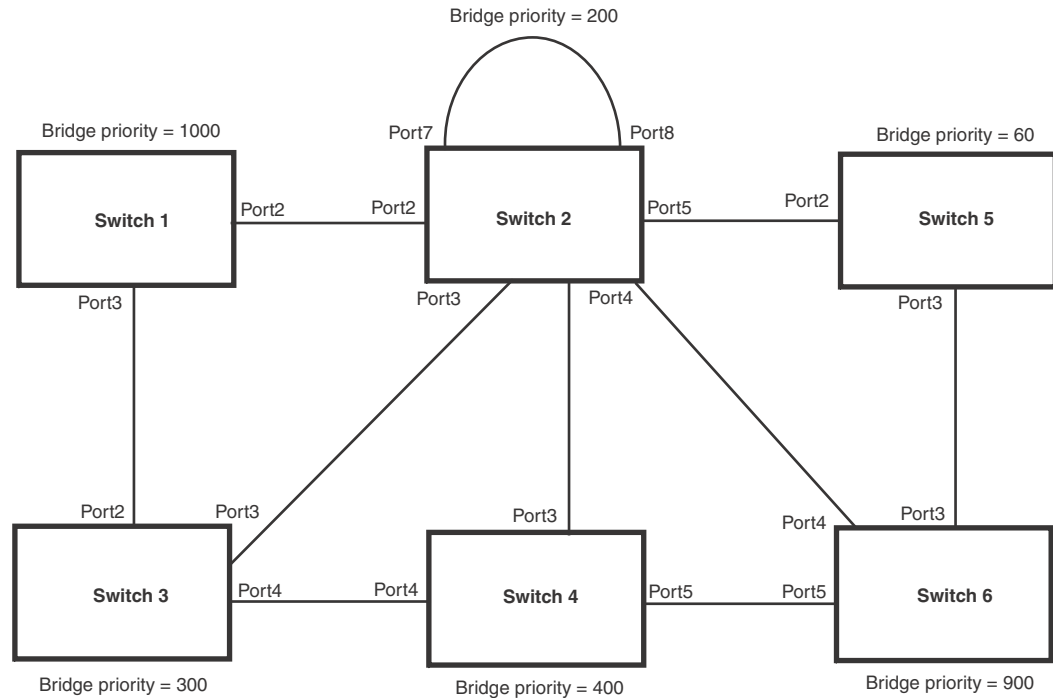 Bridge priority = 200
Bridge priority = 1000
Port7
Port8
Bridge priority = 60
Switch 1
Port2
Port2
Switch 2
Port5
Port2
Switch 5
Port3
Port3
Port4
Port3
Port2
Port3
Port3
Port4
Port3
Switch 3
Port4
Port4
Switch 4
Port5
Port5
Switch 6
Bridge priority = 300
Bridge priority = 400
Bridge priority = 900